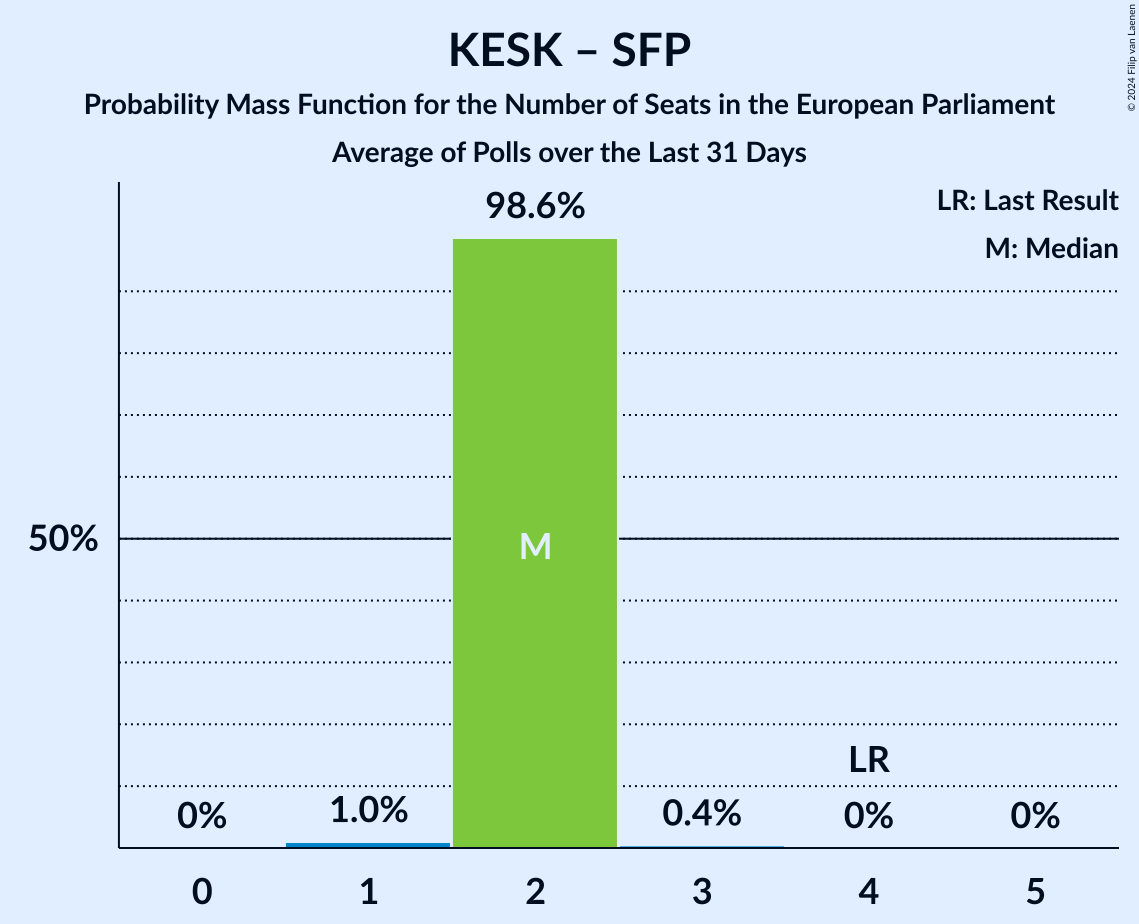 KESK – SFP
Probability Mass Function for the Number of Seats in the European Parliament
Average of Polls over the Last 31 Days
© 2024 Filip van Laenen
LR: Last Result
M: Median
98.6%
50%
M
LR
0%
1.0%
0.4%
0%
0%
0 1 2 3 4 5